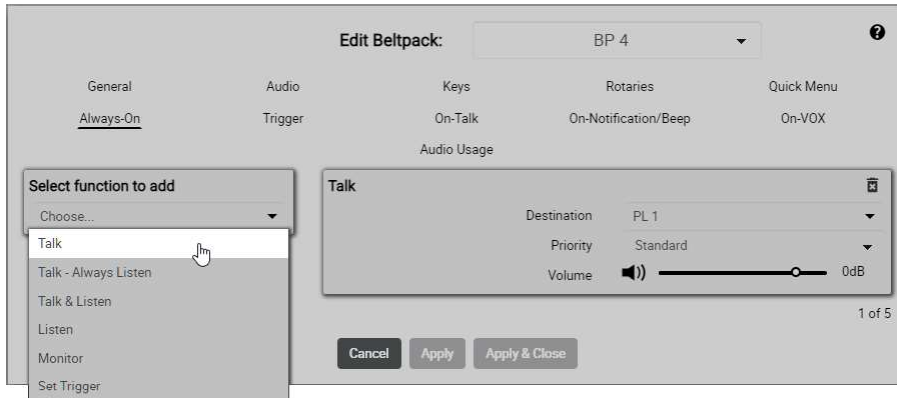 Edit Beltpack: BP 4
General Audio Keys Rotaries Quick Menu
Always-On Trigger On-Talk On-Notification/Beep On-VOX
Audio Usage
Select function to add
Choose...
Talk
Talk - Always Listen
Talk & Listen
Listen
Monitor
Set Trigger
Talk
Destination PL 1
Priority Standard
Volume 0dB
1 of 5
Cancel Apply Apply & Close